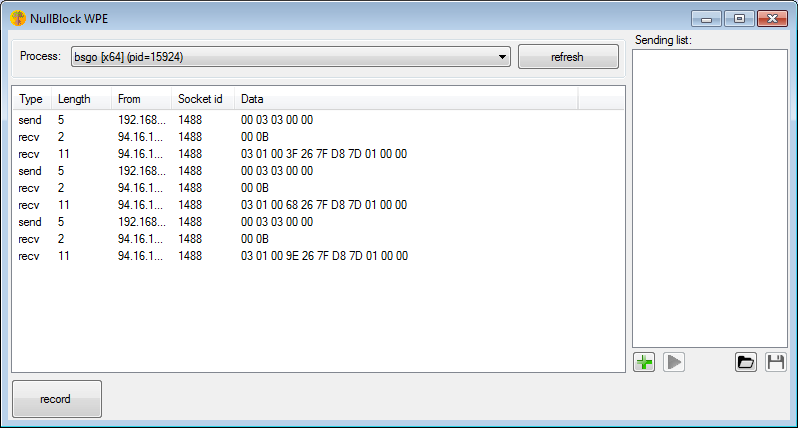 NullBlock WPE
Process: bsgo [x64] (pid=15924) refresh
Sending list:
Type Length From Socket id Data
send 5 192.168... 1488 00 03 03 00 00
recv 2 94.16.1... 1488 00 0B
recv 11 94.16.1... 1488 03 01 00 3F 26 7F D8 7D 01 00 00
send 5 192.168... 1488 00 03 03 00 00
recv 2 94.16.1... 1488 00 0B
recv 11 94.16.1... 1488 03 01 00 68 26 7F D8 7D 01 00 00
send 5 192.168... 1488 00 03 03 00 00
recv 2 94.16.1... 1488 00 0B
recv 11 94.16.1... 1488 03 01 00 9E 26 7F D8 7D 01 00 00
record